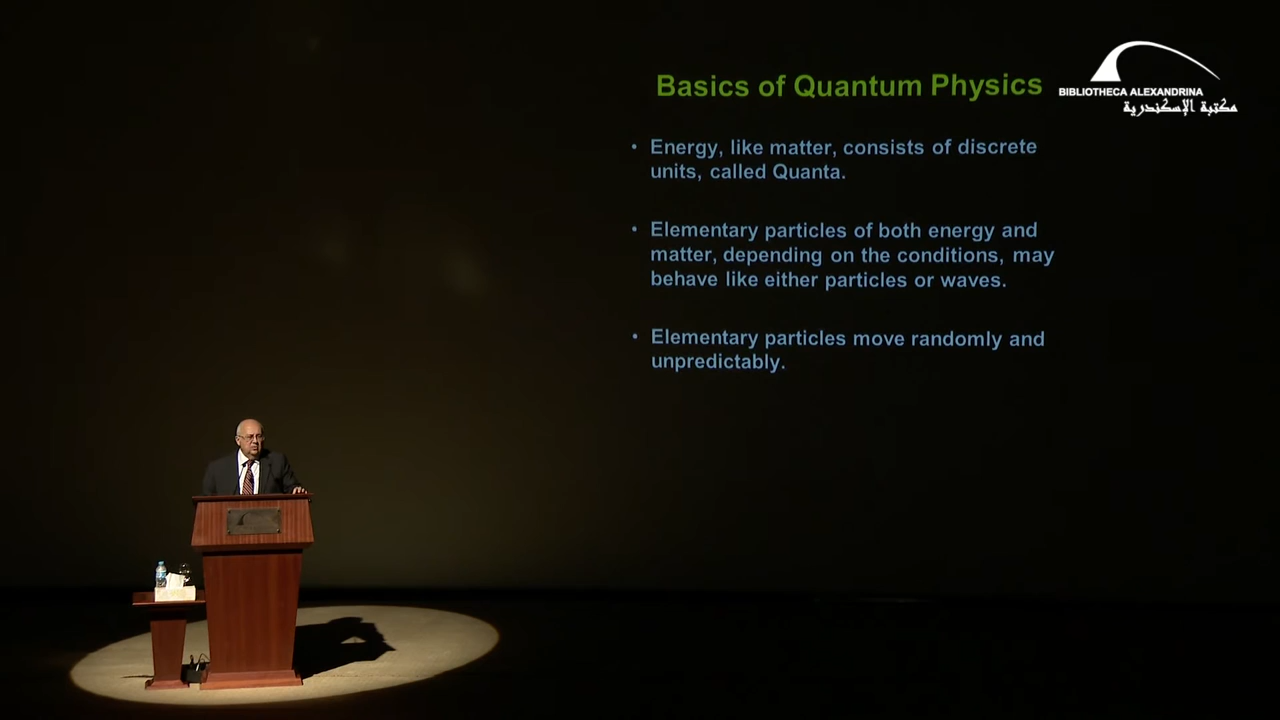 Basics of Quantum Physics
BIBLIOTHECA ALEXANDRINA
مكتبة الإسكندرية
• Energy, like matter, consists of discrete
units, called Quanta.
• Elementary particles of both energy and
matter, depending on the conditions, may
behave like either particles or waves.
• Elementary particles move randomly and
unpredictably.